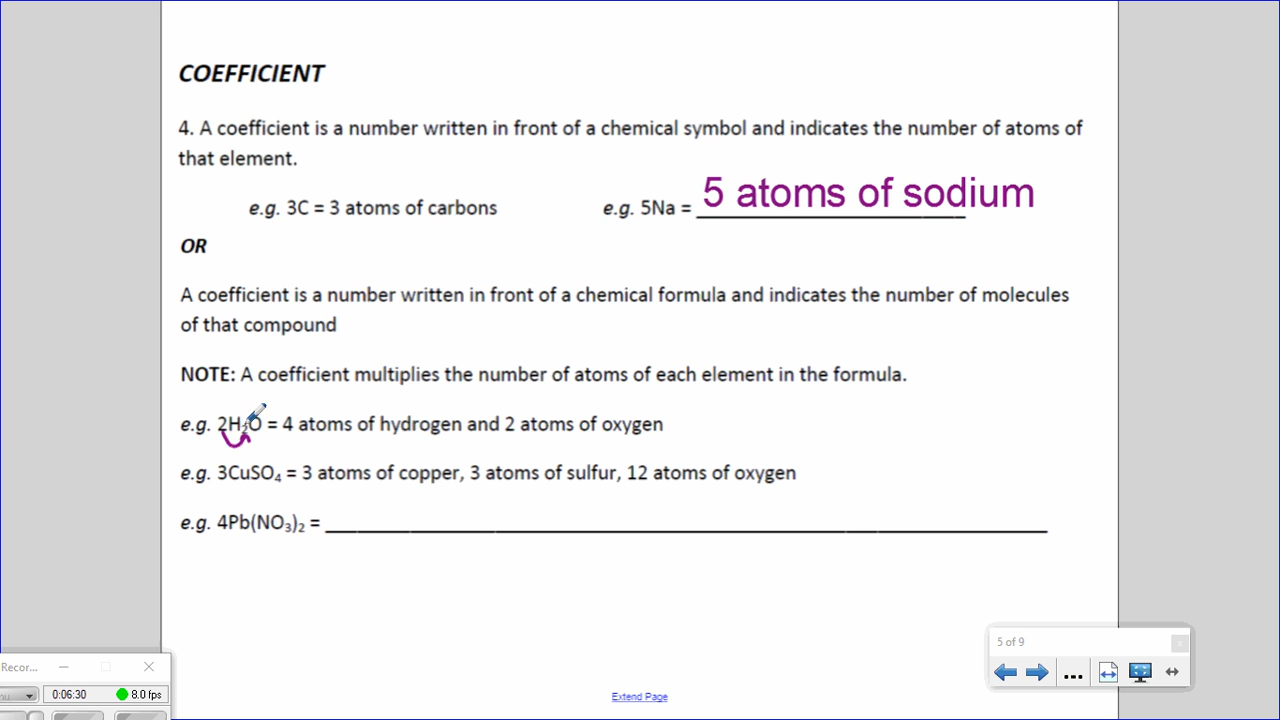 COEFFICIENT
4. A coefficient is a number written in front of a chemical symbol and indicates the number of atoms of
that element.
e.g. 3C = 3 atoms of carbons e.g. 5Na = 5 atoms of sodium
OR
A coefficient is a number written in front of a chemical formula and indicates the number of molecules
of that compound
NOTE: A coefficient multiplies the number of atoms of each element in the formula.
e.g. 2H₂O = 4 atoms of hydrogen and 2 atoms of oxygen
e.g. 3CuSO₄ = 3 atoms of copper, 3 atoms of sulfur, 12 atoms of oxygen
e.g. 4Pb(NO₃)₂ = ______________________________
5 of 9
Recor...
0:06:30 8.0 fps
Extend Page